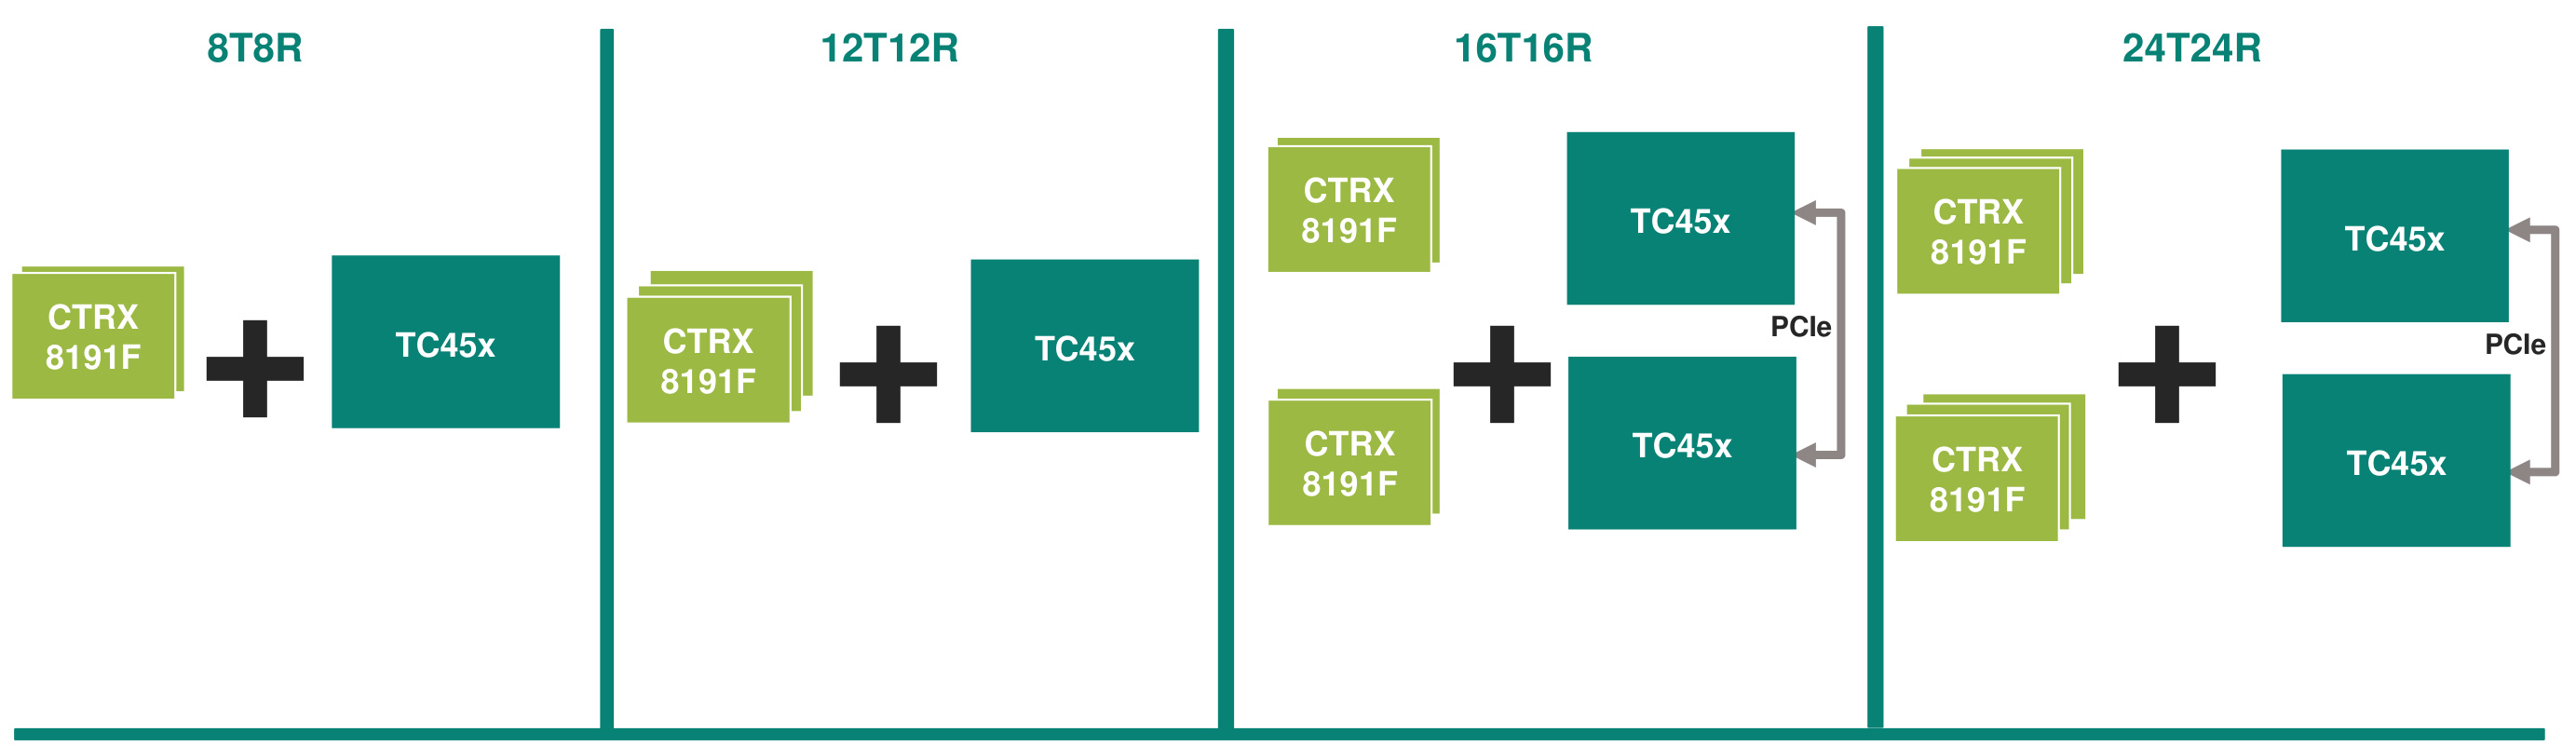 8T8R
12T12R
16T16R
24T24R
CTRX
8191F
TC45x
CTRX
8191F
TC45x
CTRX
8191F
TC45x
PCIe
CTRX
8191F
TC45x
CTRX
8191F
TC45x
PCIe
CTRX
8191F
TC45x